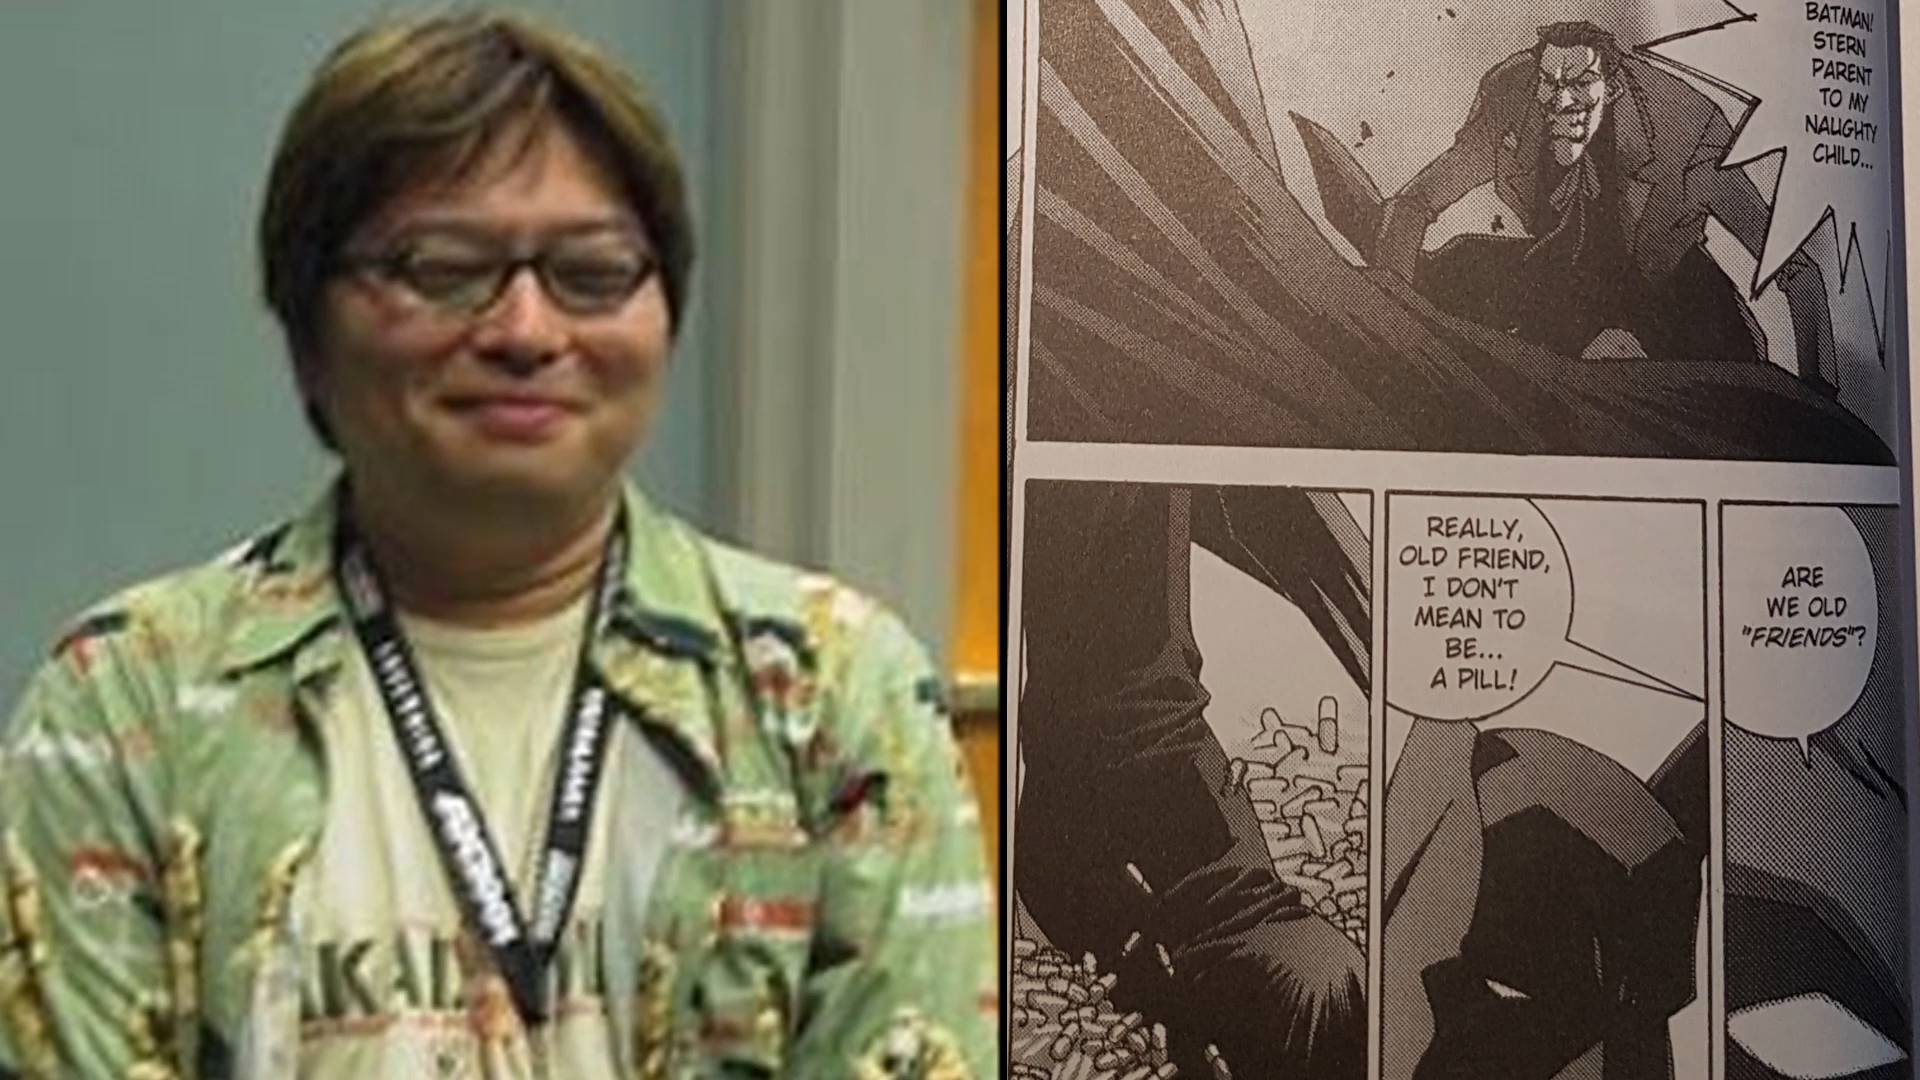 BATMAN!
STERN
PARENT
TO MY
NAUGHTY
CHILD...
REALLY,
OLD FRIEND,
I DON'T
MEAN TO
BE...
A PILL!
ARE
WE OLD
"FRIENDS"?